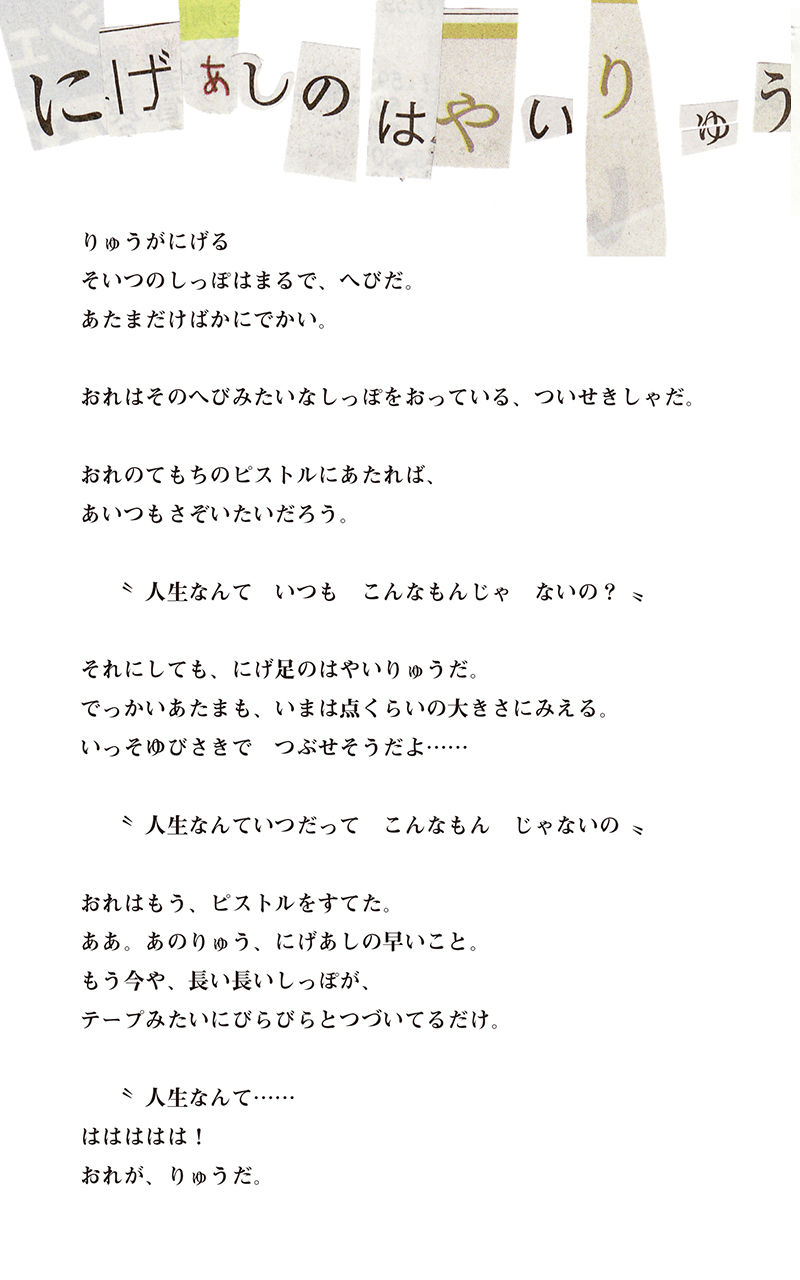 にげあしのはやいりゅう
りゅうがにげる
そいつのしっぽはまるで、へびだ。
あたまだけばかにでかい。
おれはそのへびみたいなしっぽをおっている、ついせきしゃだ。
おれのてもちのピストルにあたれば、
あいつもさぞいたいだろう。
〝 人生なんて　いつも　こんなもんじゃ　ないの？ 〟
それにしても、にげ足のはやいりゅうだ。
でっかいあたまも、いまは点くらいの大きさにみえる。
いっそゆびさきで　つぶせそうだよ……
〝 人生なんていつだって　こんなもん　じゃないの 〟
おれはもう、ピストルをすてた。
ああ。あのりゅう、にげあしの早いこと。
もう今や、長い長いしっぽが、
テープみたいにびらびらとつづいてるだけ。
〝 人生なんて……
ははははは！
おれが、りゅうだ。